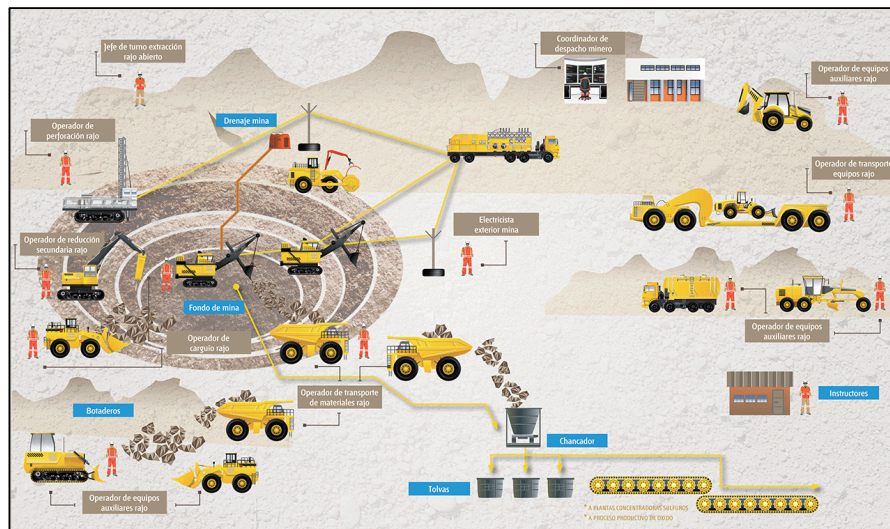 Jefe de turno extracción
rajo abierto
Coordinador de
despacho minero
Operador de equipos
auxiliares rajo
Drenaje mina
Operador de
perforación rajo
Operador de transporte
equipos rajo
Electricista
exterior mina
Operador de reducción
secundaria rajo
Fondo de mina
Operador de equipos
auxiliares rajo
Operador de
carguío rajo
Operador de transporte
de materiales rajo
Instructores
Botaderos
Chancador
Tolvas
Operador de equipos
auxiliares rajo
* A PLANTAS CONCENTRADORAS SULFUROS
* A PROCESO PRODUCTIVO DE OXIDO